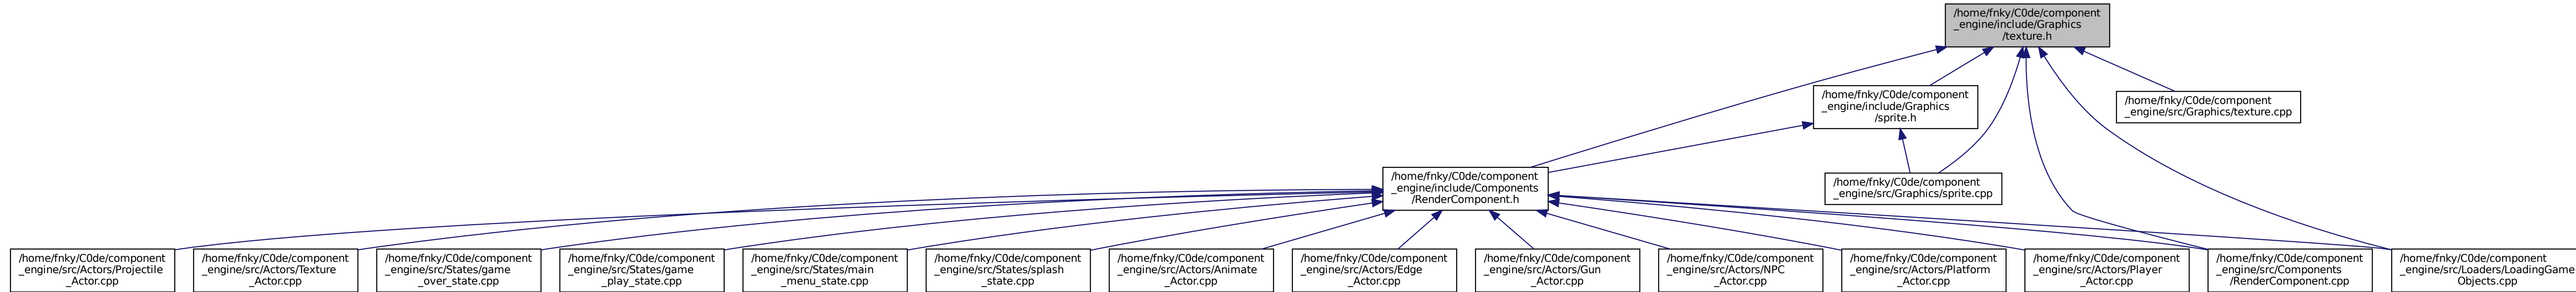 /home/fnky/C0de/component
_engine/include/Graphics
/texture.h
/home/fnky/C0de/component
_engine/include/Graphics
/sprite.h
/home/fnky/C0de/component
_engine/src/Graphics/texture.cpp
/home/fnky/C0de/component
_engine/include/Components
/RenderComponent.h
/home/fnky/C0de/component
_engine/src/Graphics/sprite.cpp
/home/fnky/C0de/component
_engine/src/Actors/Projectile
_Actor.cpp
/home/fnky/C0de/component
_engine/src/Actors/Texture
_Actor.cpp
/home/fnky/C0de/component
_engine/src/States/game
_over_state.cpp
/home/fnky/C0de/component
_engine/src/States/game
_play_state.cpp
/home/fnky/C0de/component
_engine/src/States/main
_menu_state.cpp
/home/fnky/C0de/component
_engine/src/States/splash
_state.cpp
/home/fnky/C0de/component
_engine/src/Actors/Animate
_Actor.cpp
/home/fnky/C0de/component
_engine/src/Actors/Edge
_Actor.cpp
/home/fnky/C0de/component
_engine/src/Actors/Gun
_Actor.cpp
/home/fnky/C0de/component
_engine/src/Actors/NPC
_Actor.cpp
/home/fnky/C0de/component
_engine/src/Actors/Platform
_Actor.cpp
/home/fnky/C0de/component
_engine/src/Actors/Player
_Actor.cpp
/home/fnky/C0de/component
_engine/src/Components
/RenderComponent.cpp
/home/fnky/C0de/component
_engine/src/Loaders/LoadingGame
Objects.cpp